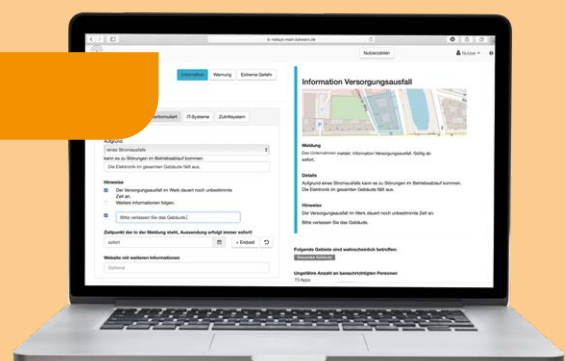 Nutzerzahlen
Nutzer
Information
Warnung
Extreme Gefahr
IT-Systeme
Zutrittsystem
Aufgrund
eines Stromausfalls
kann es zu Störungen im Betriebsablauf kommen.
Die Elektronik im gesamten Gebäude fällt aus.
Hinweise
Der Versorgungsausfall im Werk dauert noch unbestimmte
Zeit an.
Weitere Informationen folgen.
Bitte verlassen Sie das Gebäude.
Zeitpunkt der in der Meldung steht, Aussendung erfolgt immer sofort!
sofort
+ Endzeit
Website mit weiteren Informationen
Optional
Information Versorgungsausfall
Meldung
Das Unternehmen meldet: Information Versorgungsausfall. Gültig ab
sofort.
Details
Aufgrund eines Stromausfalls kann es zu Störungen im Betriebsablauf kommen.
Die Elektronik im gesamten Gebäude fällt aus.
Hinweise
Der Versorgungsausfall im Werk dauert noch unbestimmte Zeit an.
Bitte verlassen Sie das Gebäude.
Folgende Gebiete sind wahrscheinlich betroffen:
Gesamtes Gebäude
Ungefähre Anzahl an benachrichtigten Personen